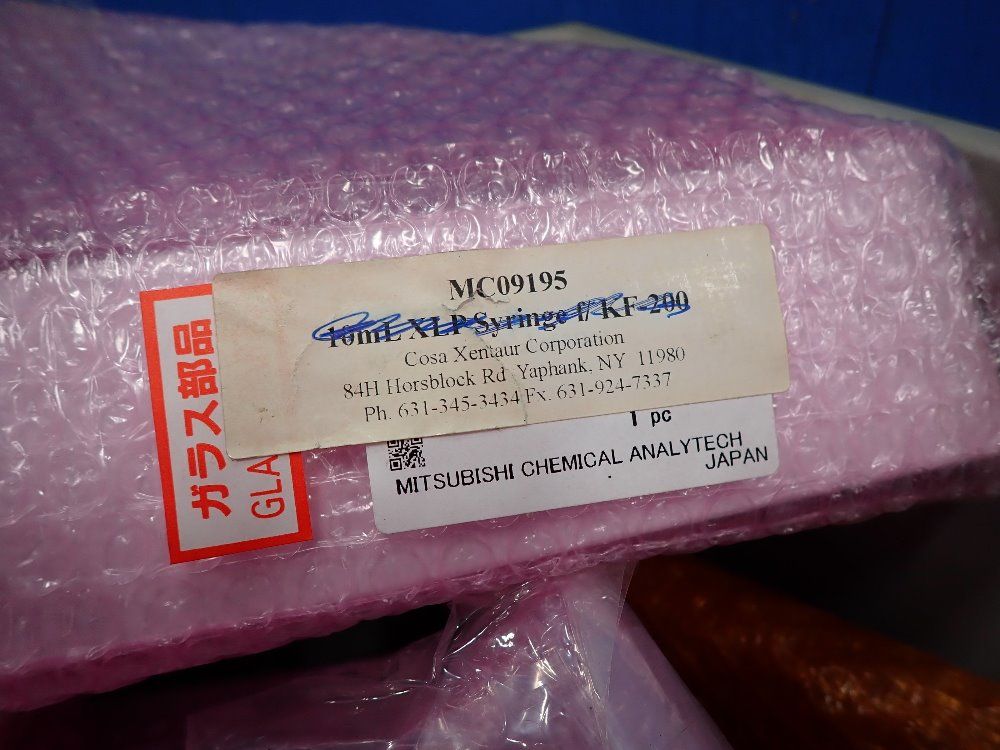 MC09195
10mL XLP Syringe f/ KF-200
Cosa Xentaur Corporation
84H Horsblock Rd Yaphank, NY 11980
Ph. 631-345-3434 Fx. 631-924-7337
1 pc
MITSUBISHI CHEMICAL ANALYTECH
JAPAN
ガラス部品
GLA